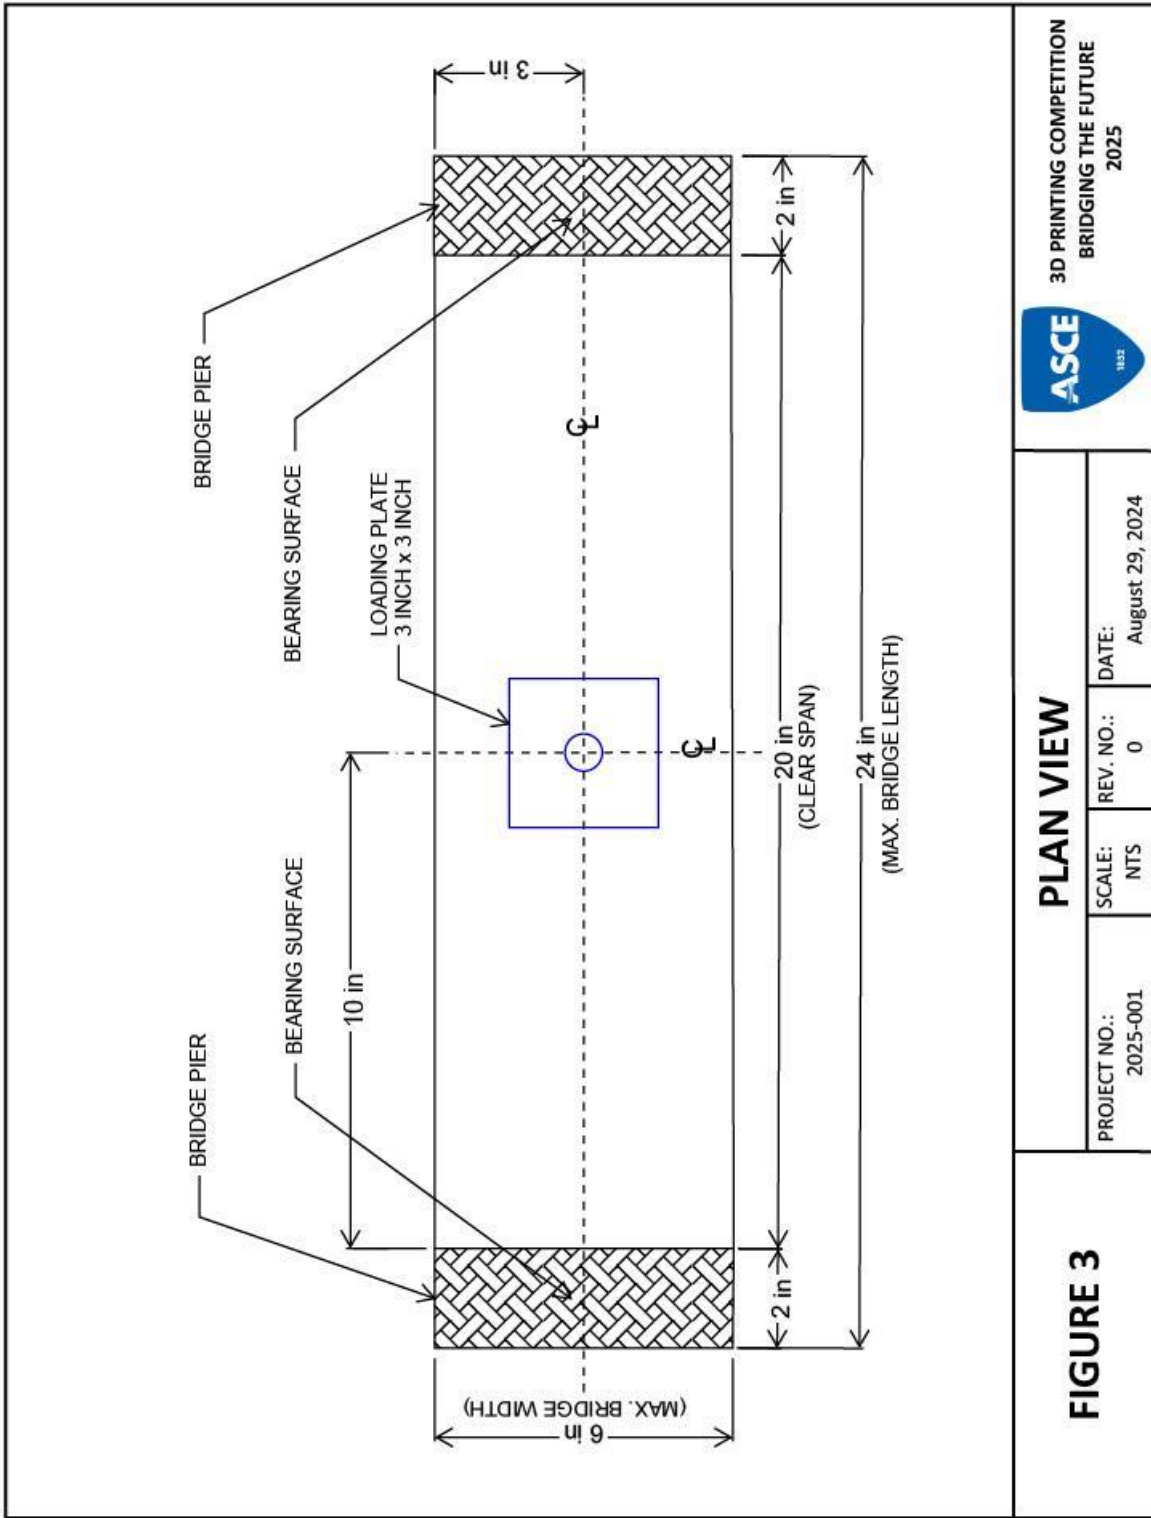 3 in
BRIDGE PIER
BEARING SURFACE
LOADING PLATE
3 INCH x 3 INCH
BRIDGE PIER
BEARING SURFACE
10 in
CL
CL
2 in
20 in
(CLEAR SPAN)
2 in
24 in
(MAX. BRIDGE LENGTH)
6 in
(MAX. BRIDGE WIDTH)
FIGURE 3
PLAN VIEW
PROJECT NO.:
2025-001
SCALE:
NTS
REV. NO.:
0
DATE:
August 29, 2024
ASCE
1852
3D PRINTING COMPETITION
BRIDGING THE FUTURE
2025